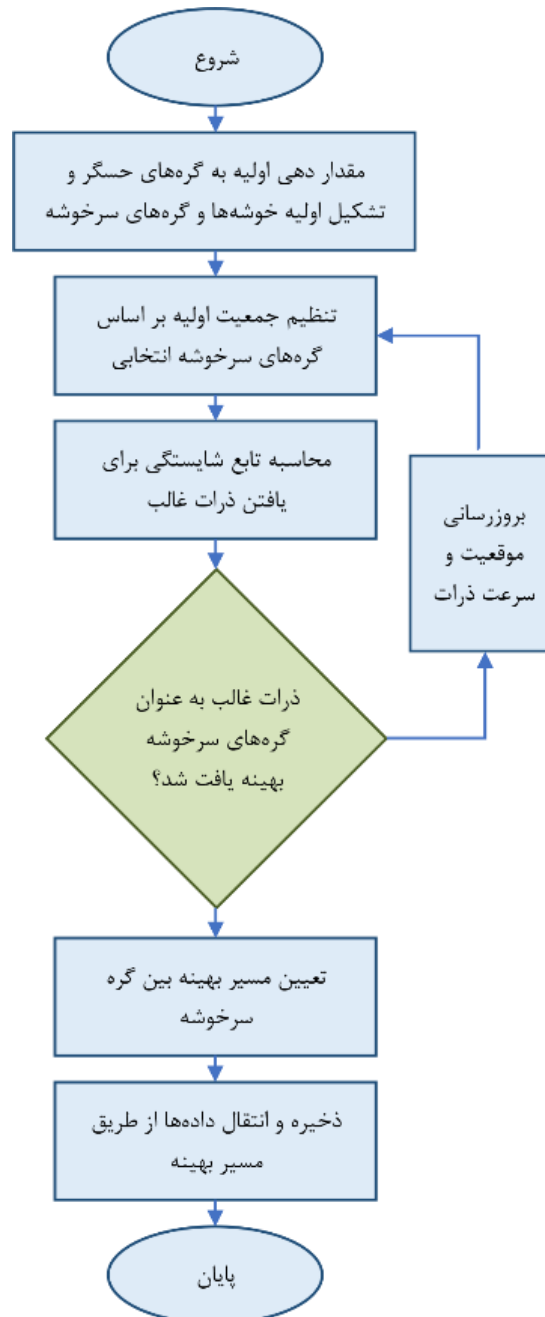 شروع
مقدار دهی اولیه به گره‌های حسگر و
تشکیل اولیه خوشه‌ها و گره‌های سرخوشه
تنظیم جمعیت اولیه بر اساس
گره‌های سرخوشه انتخابی
محاسبه تابع شایستگی برای
یافتن ذرات غالب
بروزرسانی
موقعیت و
سرعت ذرات
ذرات غالب به عنوان
گره‌های سرخوشه
بهینه یافت شد؟
تعیین مسیر بهینه بین گره
سرخوشه
ذخیره و انتقال داده‌ها از طریق
مسیر بهینه
پایان